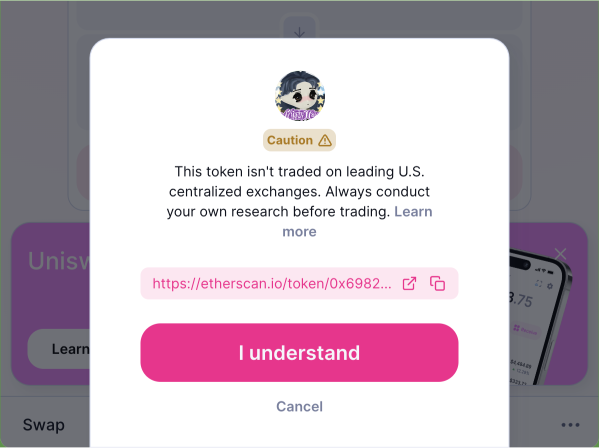 Caution
This token isn't traded on leading U.S.
centralized exchanges. Always conduct
your own research before trading. Learn
more
Unisw
3.75
https://etherscan.io/token/0x6982...
I understand
Learn
Cancel
Swap